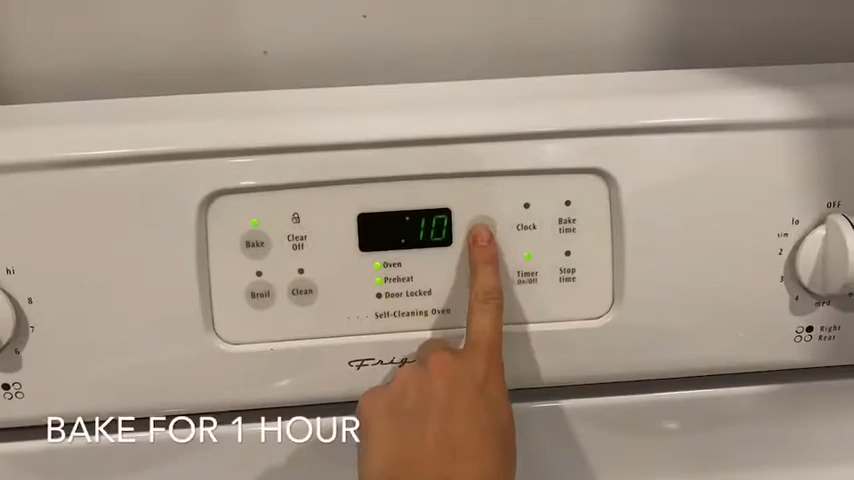 OFF
lo
sim
2
3
4
med
Right
Rear
hi
8
7
6
Bake
Clear
Off
Broil
Clean
:10
Oven
Preheat
Door Locked
Self-Cleaning Oven
Clock
Bake
time
Timer
On/Off
Stop
time
BAKE FOR 1 HOUR